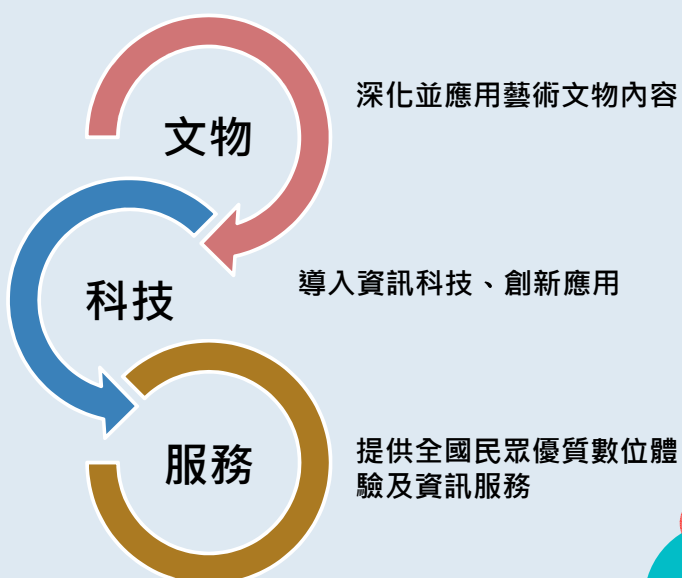 文物
深化並應用藝術文物內容
科技
導入資訊科技、創新應用
服務
提供全國民眾優質數位體
驗及資訊服務